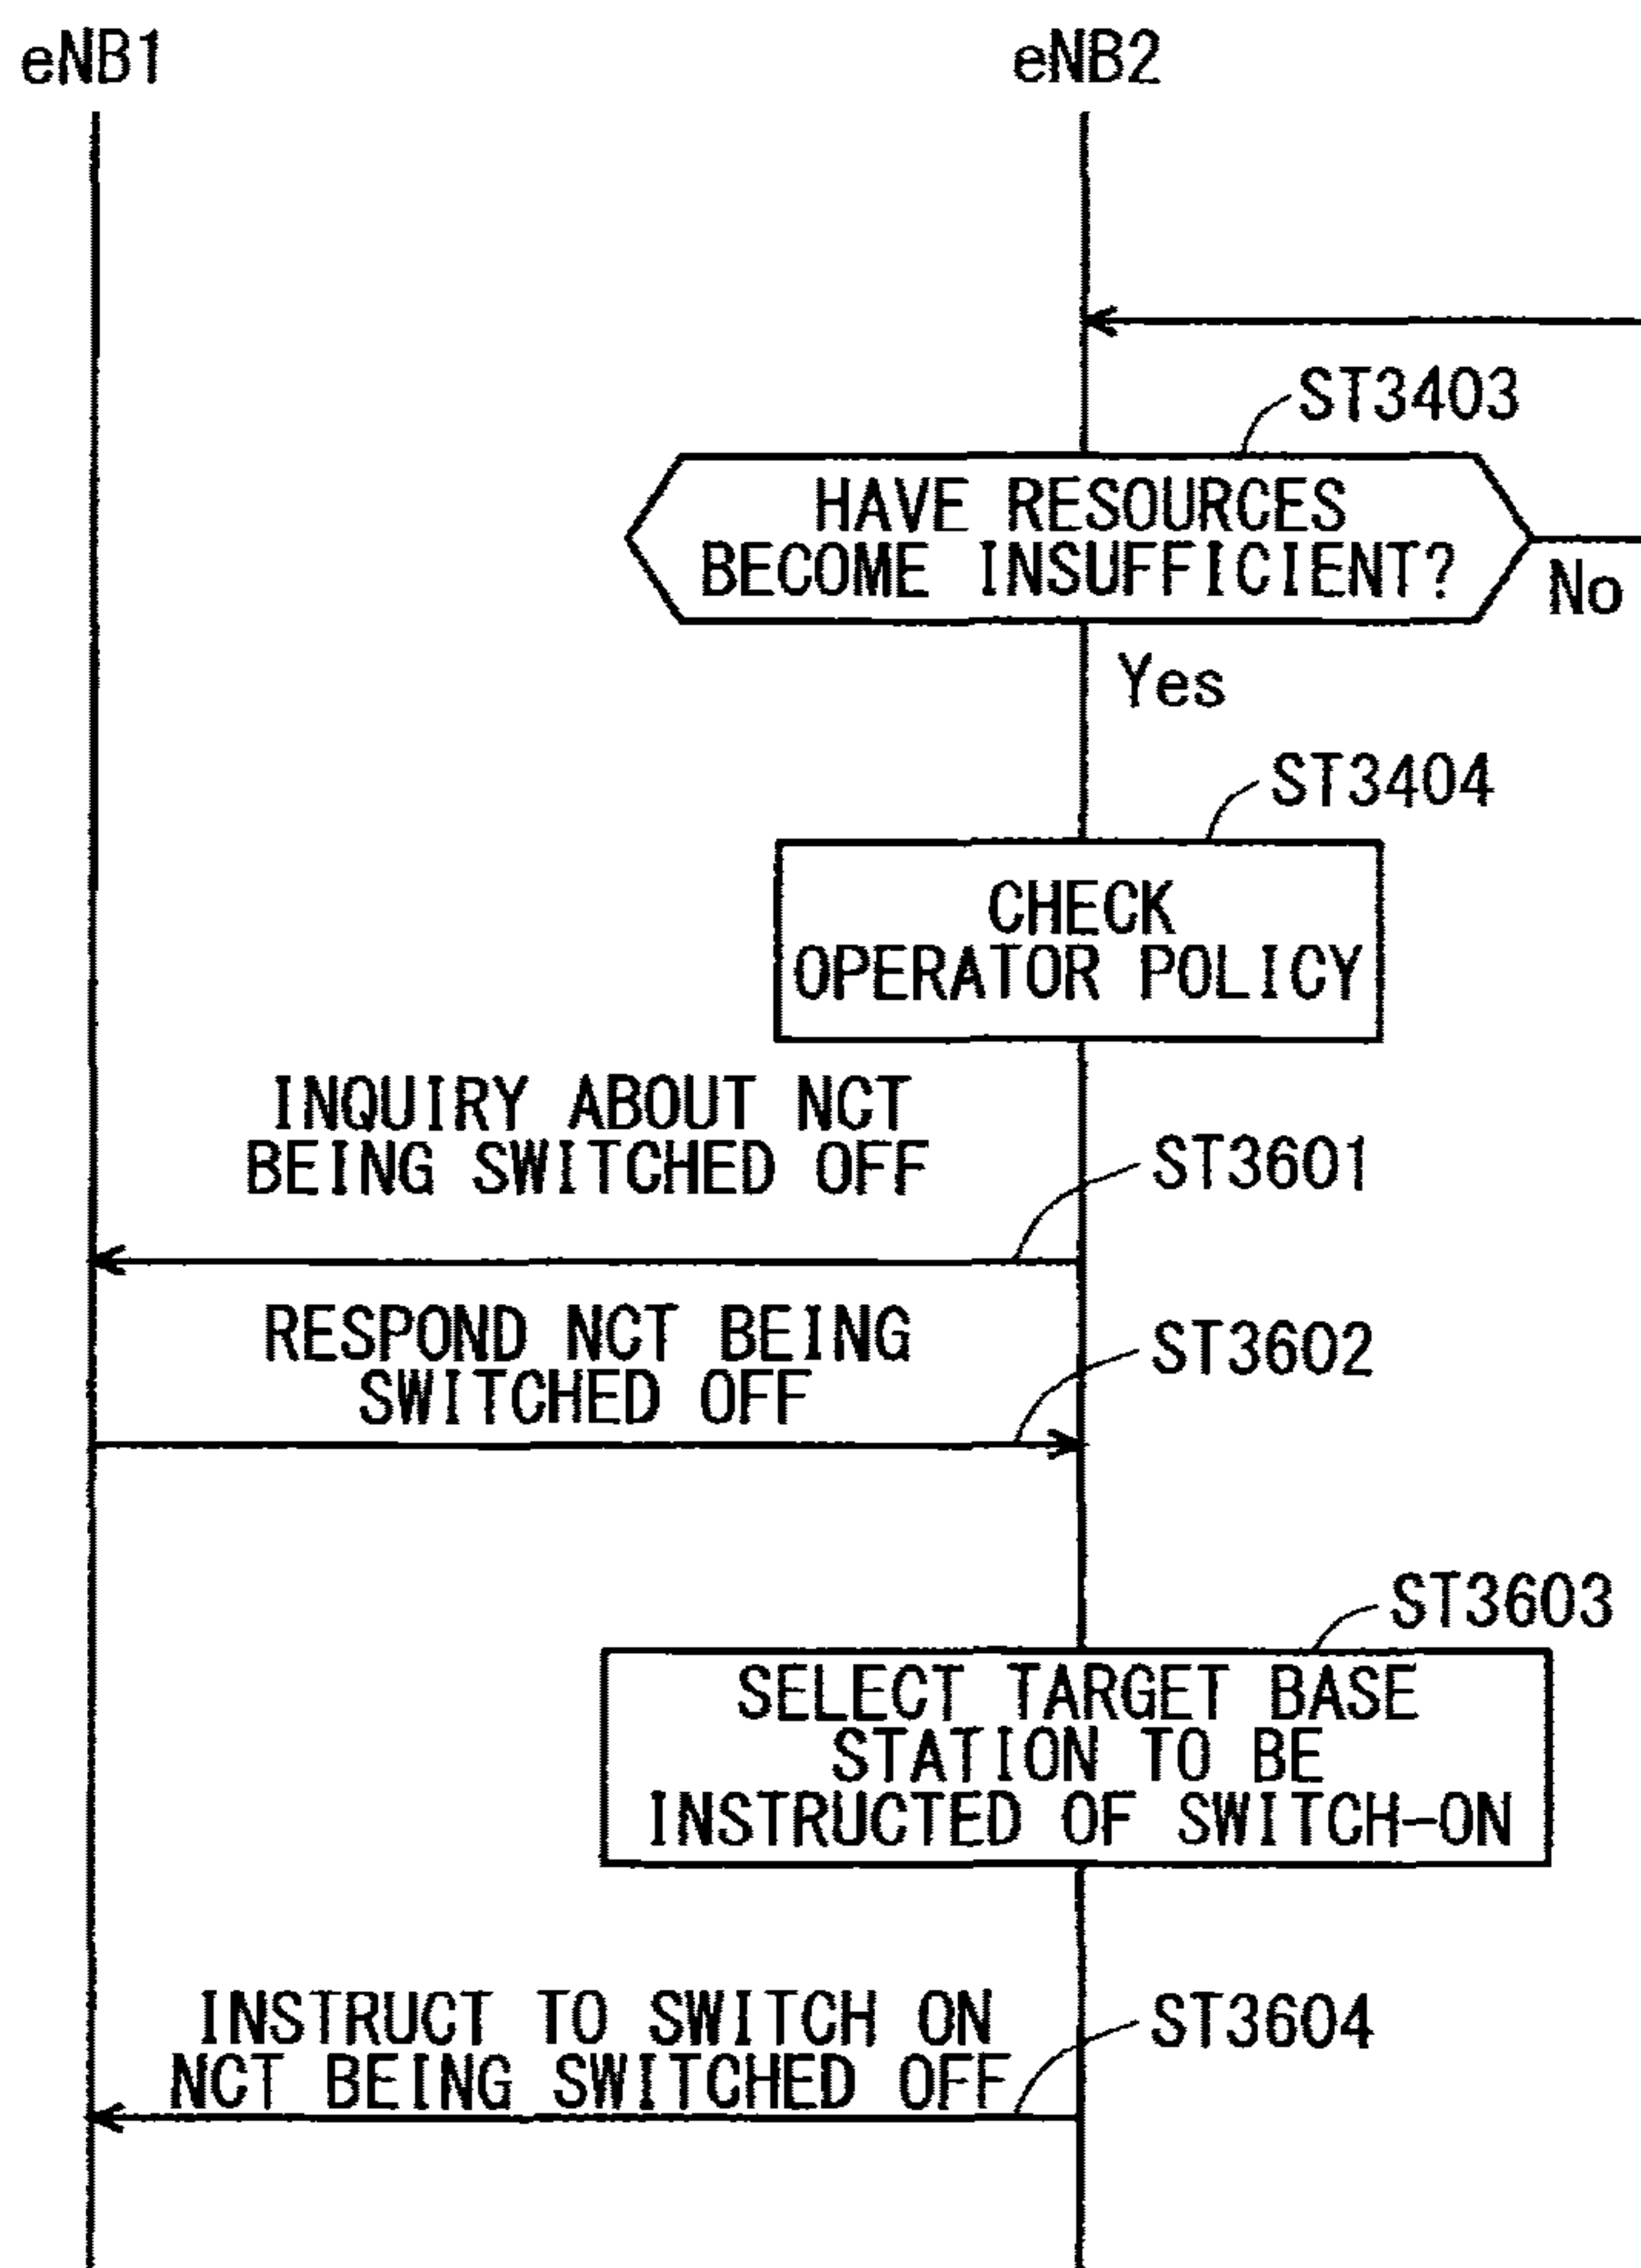 eNB1
eNB2
ST3403
HAVE RESOURCES
BECOME INSUFFICIENT?
No
Yes
ST3404
CHECK
OPERATOR POLICY
INQUIRY ABOUT NCT
BEING SWITCHED OFF
ST3601
RESPOND NCT BEING
SWITCHED OFF
ST3602
ST3603
SELECT TARGET BASE
STATION TO BE
INSTRUCTED OF SWITCH-ON
INSTRUCT TO SWITCH ON
NCT BEING SWITCHED OFF
ST3604